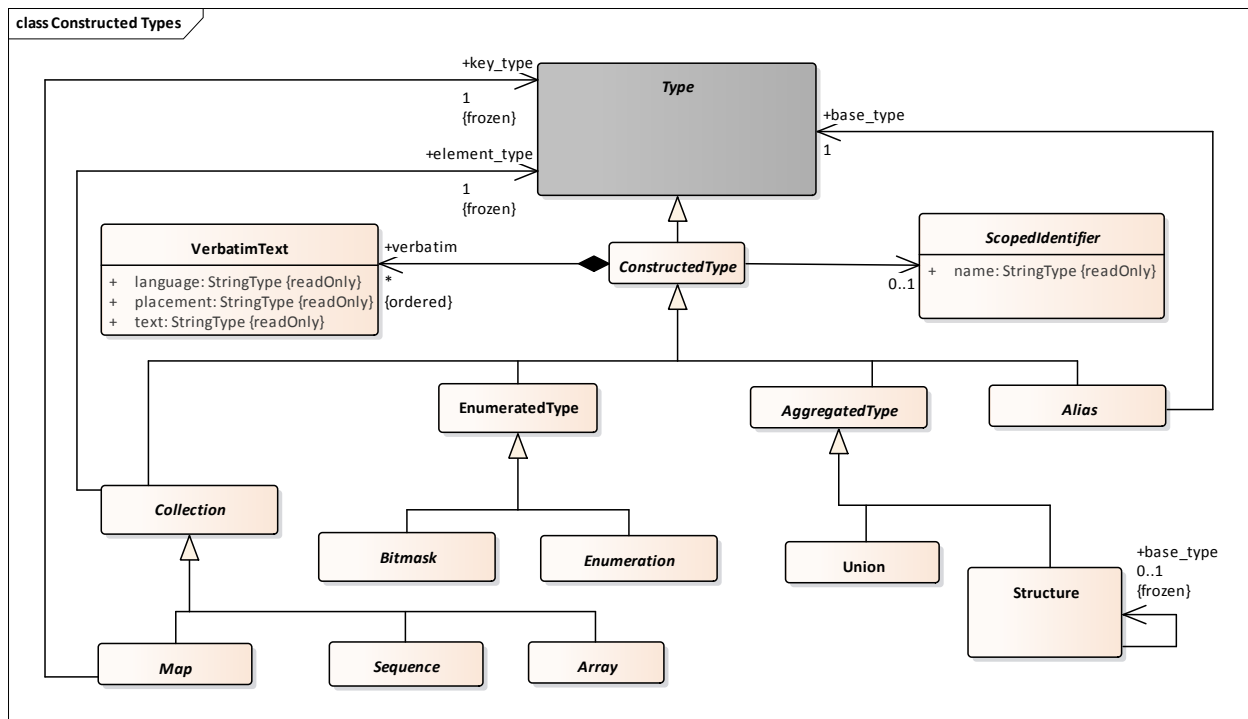 class Constructed Types
+key_type
1
{frozen}
Type
+base_type
1
+element_type
1
{frozen}
VerbatimText
+ language: StringType {readOnly}
+ placement: StringType {readOnly}
+ text: StringType {readOnly}
+verbatim
*
{ordered}
ConstructedType
0..1
ScopedIdentifier
+ name: StringType {readOnly}
EnumeratedType
AggregatedType
Alias
Collection
Bitmask
Enumeration
Union
Structure
+base_type
0..1
{frozen}
Map
Sequence
Array